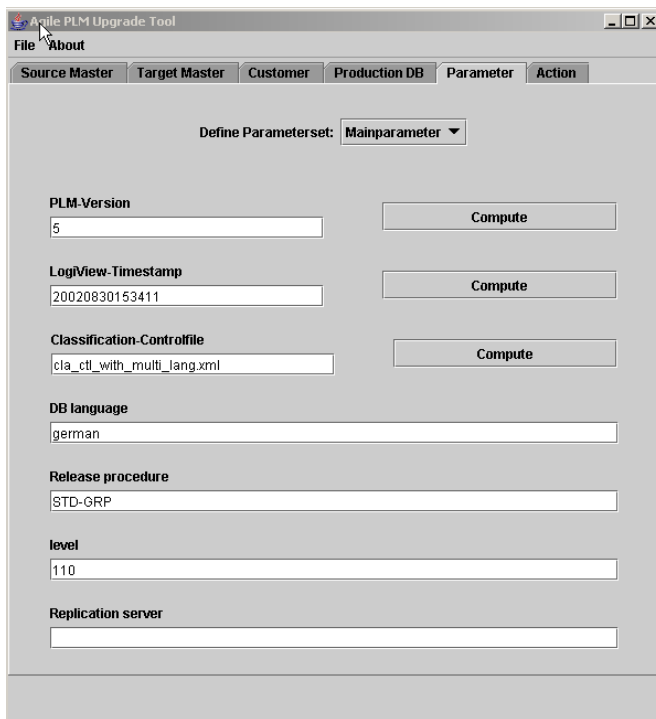 Agile PLM Upgrade Tool
File About
Source Master Target Master Customer Production DB Parameter Action
Define Parameterset: Mainparameter
PLM-Version
5
Compute
LogiView-Timestamp
20020830153411
Compute
Classification-Controlfile
cla_ctl_with_multi_lang.xml
Compute
DB language
german
Release procedure
STD-GRP
level
110
Replication server